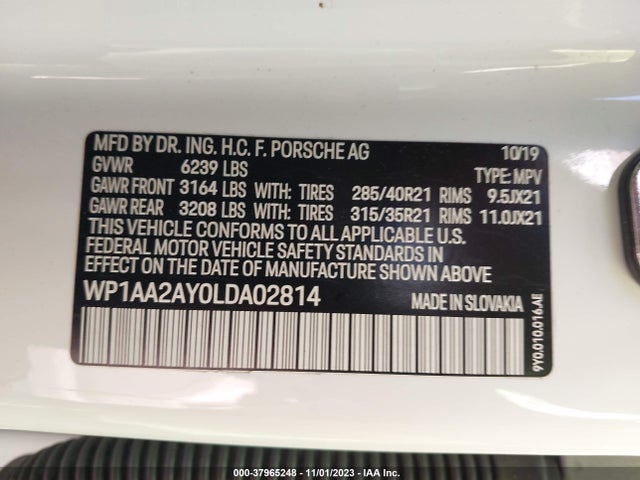 MFD BY DR. ING. H.C. F. PORSCHE AG 10/19
GVWR 6239 LBS TYPE: MPV
GAWR FRONT 3164 LBS WITH: TIRES 285/40R21 RIMS 9.5JX21
GAWR REAR 3208 LBS WITH: TIRES 315/35R21 RIMS 11.0JX21
THIS VEHICLE CONFORMS TO ALL APPLICABLE U.S.
FEDERAL MOTOR VEHICLE SAFETY STANDARDS IN
EFFECT ON THE DATE OF MANUFACTURE SHOWN ABOVE.
WP1AA2AY0LDA02814 MADE IN SLOVAKIA
9Y0.010.016.AE
000-37965248 - 11/01/2023 - IAA Inc.